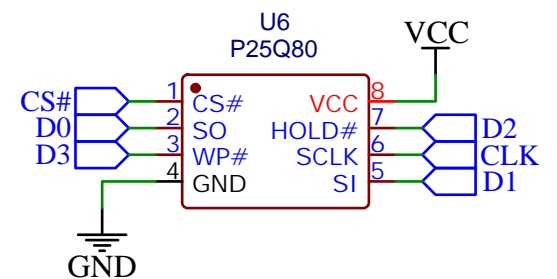 U6
P25Q80
VCC
CS# 1 CS# VCC 8
D0 2 SO HOLD# 7 D2
D3 3 WP# SCLK 6 CLK
4 GND SI 5 D1
GND